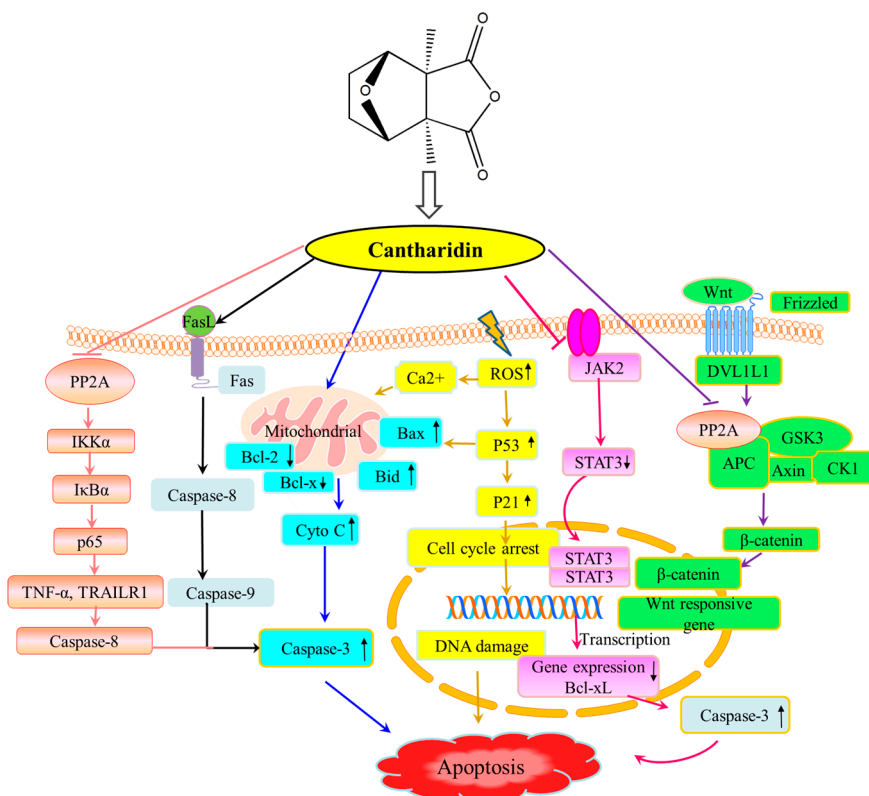 O
O
O
O
Cantharidin
FasL
Fas
Caspase-8
Caspase-9
PP2A
IKKα
IκBα
p65
TNF-α, TRAILR1
Caspase-8
Mitochondrial
Bcl-2
Bcl-x
Bax
Bid
Cyto C
Caspase-3
Ca2+
ROS
P53
P21
Cell cycle arrest
DNA damage
JAK2
STAT3
STAT3
STAT3
Transcription
Gene expression
Bcl-xL
Caspase-3
Wnt
Frizzled
DVL1L1
PP2A
GSK3
APC
Axin
CK1
β-catenin
β-catenin
Wnt responsive
gene
Apoptosis